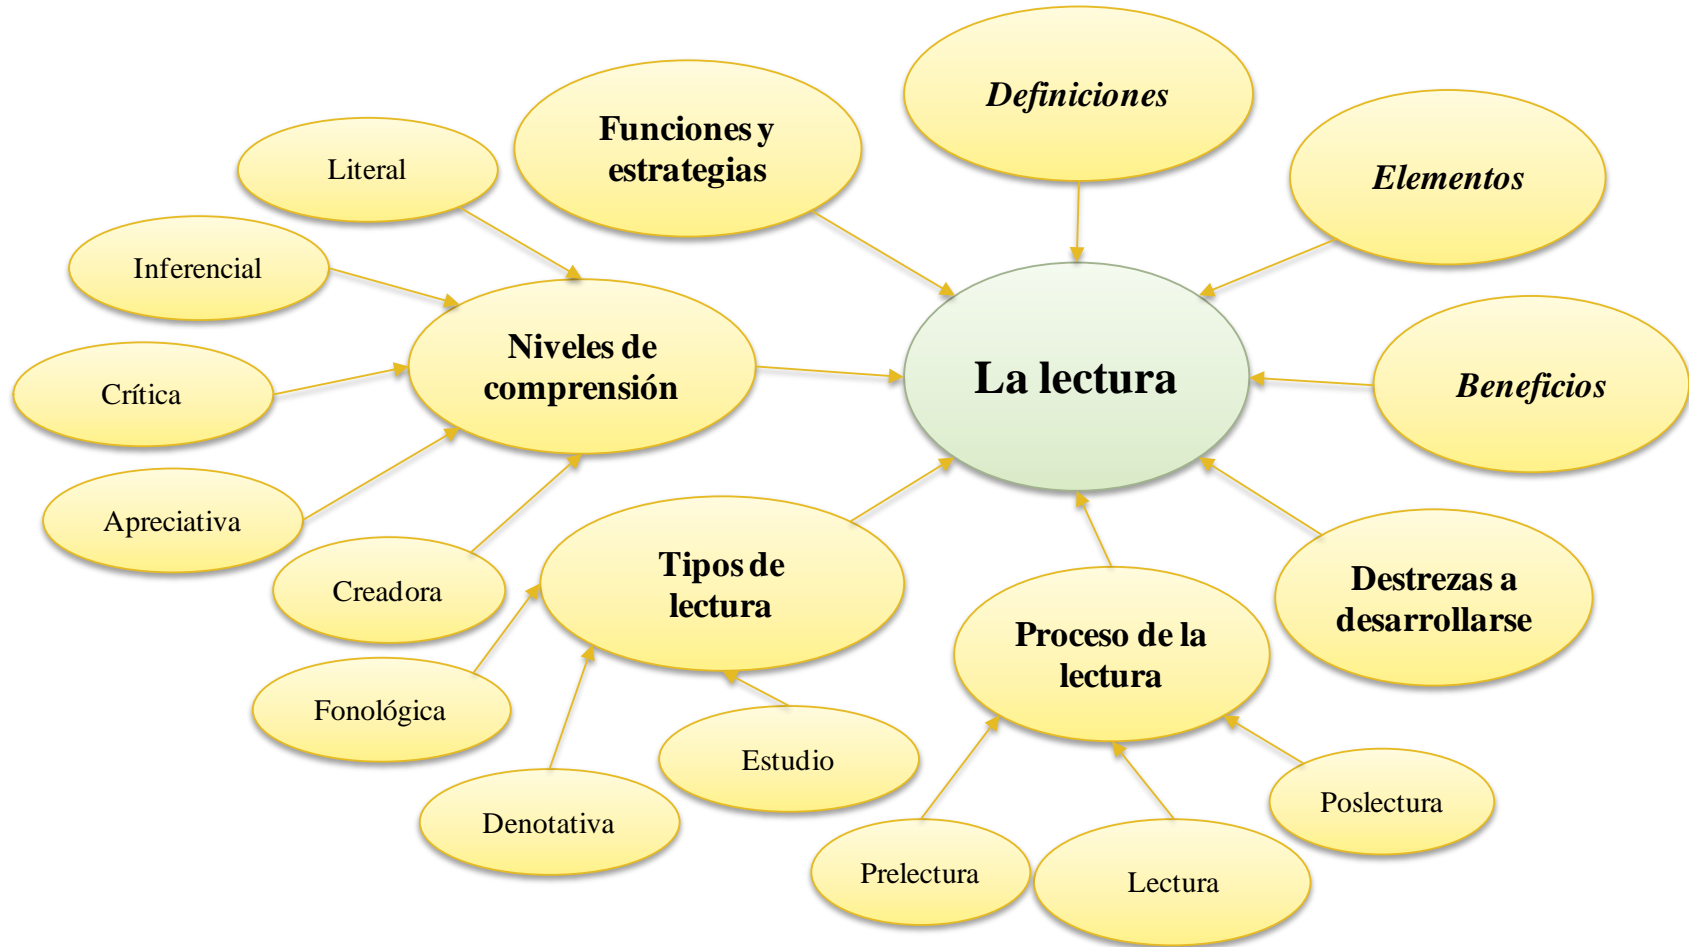 Definiciones
Funciones y
estrategias
Elementos
Literal
Inferencial
Niveles de
comprensión
La lectura
Beneficios
Crítica
Apreciativa
Creadora
Tipos de
lectura
Destrezas a
desarrollarse
Proceso de la
lectura
Fonológica
Denotativa
Estudio
Prelectura
Lectura
Poslectura